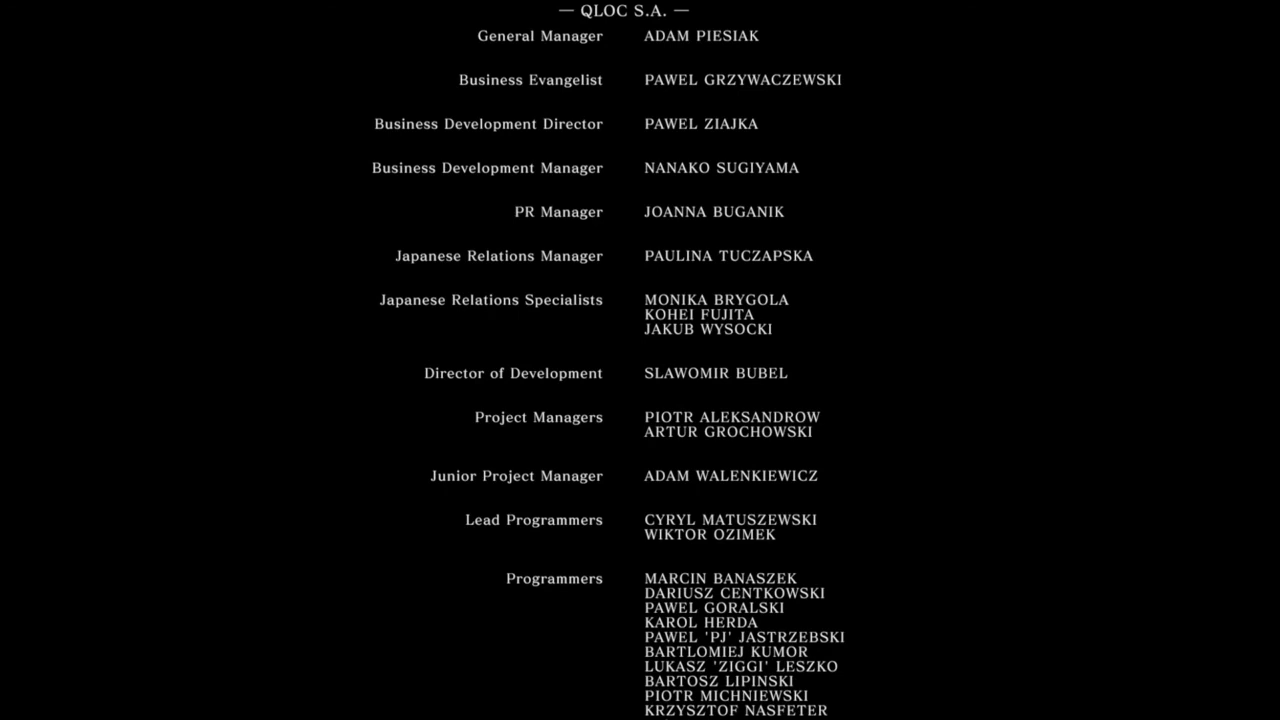 — QLOC S.A. —
General Manager ADAM PIESIAK
Business Evangelist PAWEL GRZYWACZEWSKI
Business Development Director PAWEL ZIAJKA
Business Development Manager NANAKO SUGIYAMA
PR Manager JOANNA BUGANIK
Japanese Relations Manager PAULINA TUCZAPSKA
Japanese Relations Specialists MONIKA BRYGOLA
KOHEI FUJITA
JAKUB WYSOCKI
Director of Development SLAWOMIR BUBEL
Project Managers PIOTR ALEKSANDROW
ARTUR GROCHOWSKI
Junior Project Manager ADAM WALENKIEWICZ
Lead Programmers CYRYL MATUSZEWSKI
WIKTOR OZIMEK
Programmers MARCIN BANASZEK
DARIUSZ CENTKOWSKI
PAWEL GORALSKI
KAROL HERDA
PAWEL 'PJ' JASTRZEBSKI
BARTLOMIEJ KUMOR
LUKASZ 'ZIGGI' LESZKO
BARTOSZ LIPINSKI
PIOTR MICHNIEWSKI
KRZYSZTOF NASFETER